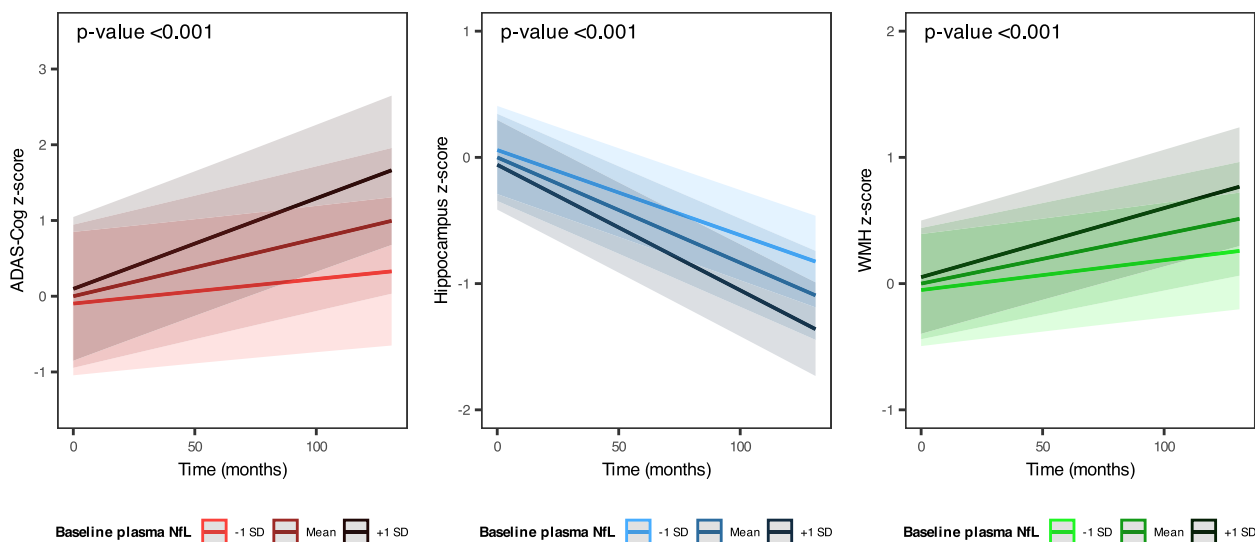 p-value <0.001
ADAS-Cog z-score
3
2
1
0
-1
0
50
100
Time (months)
Baseline plasma NfL -1 SD Mean +1 SD
p-value <0.001
Hippocampus z-score
1
0
-1
-2
0
50
100
Time (months)
Baseline plasma NfL -1 SD Mean +1 SD
p-value <0.001
WMH z-score
2
1
0
-1
0
50
100
Time (months)
Baseline plasma NfL -1 SD Mean +1 SD